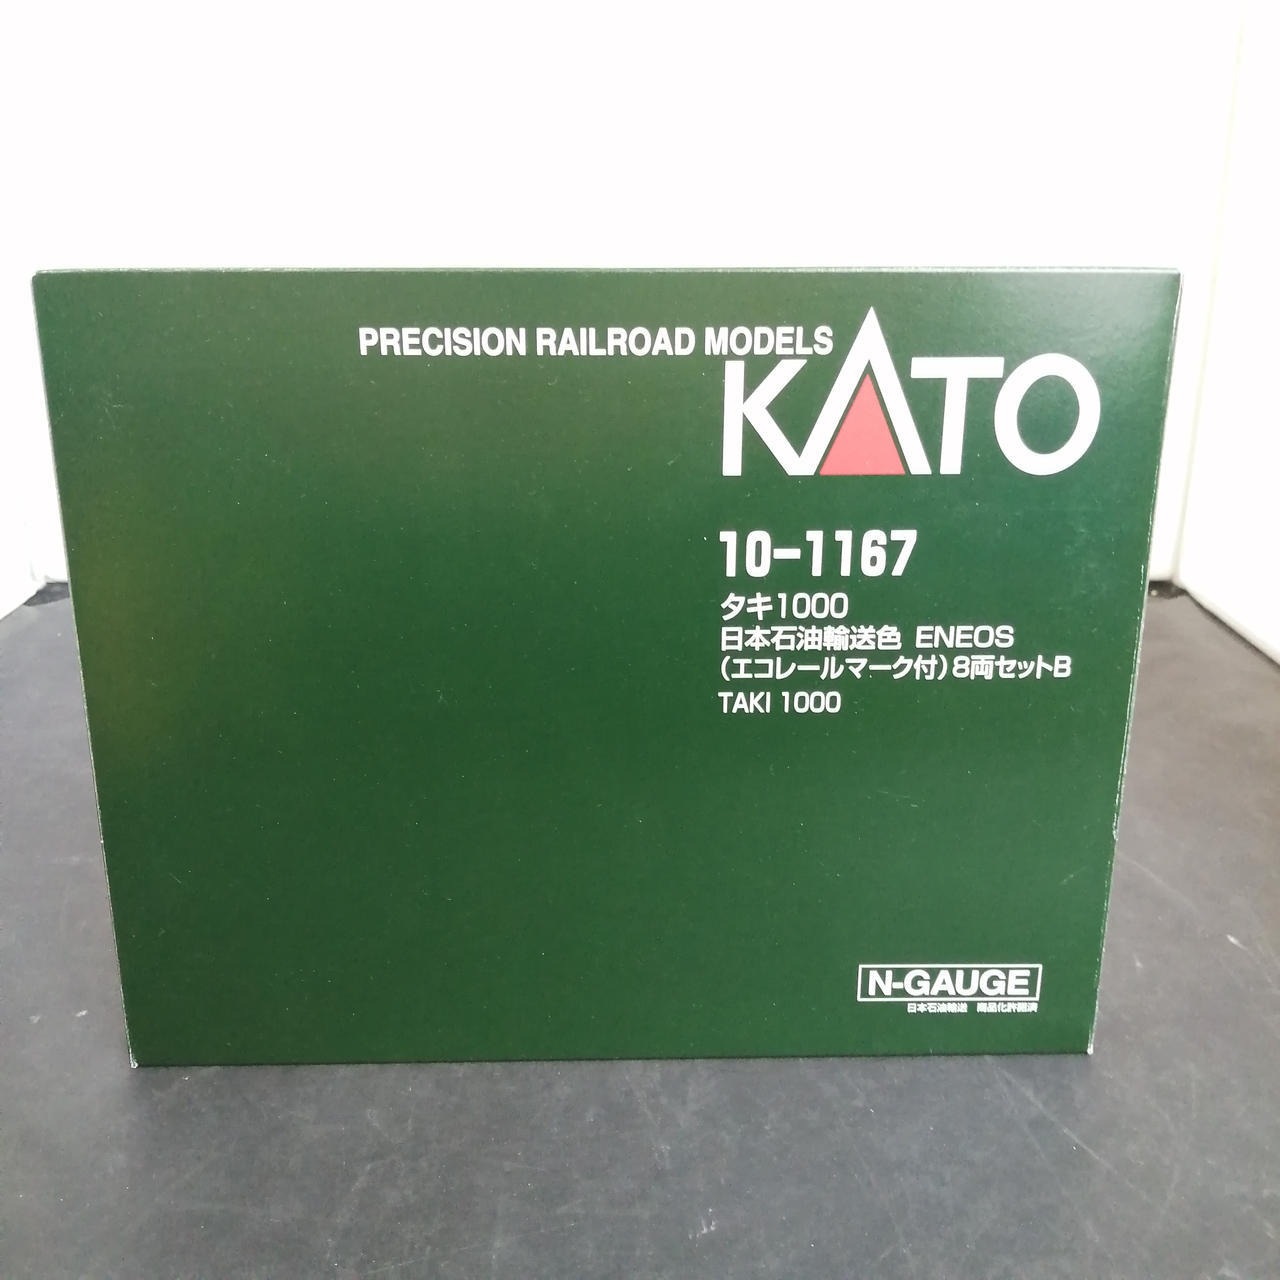 PRECISION RAILROAD MODELS
KATO
10-1167
タキ1000
日本石油輸送色 ENEOS
(エコレールマーク付)8両セットB
TAKI 1000
N-GAUGE
日本石油輸送 商品化許諾済